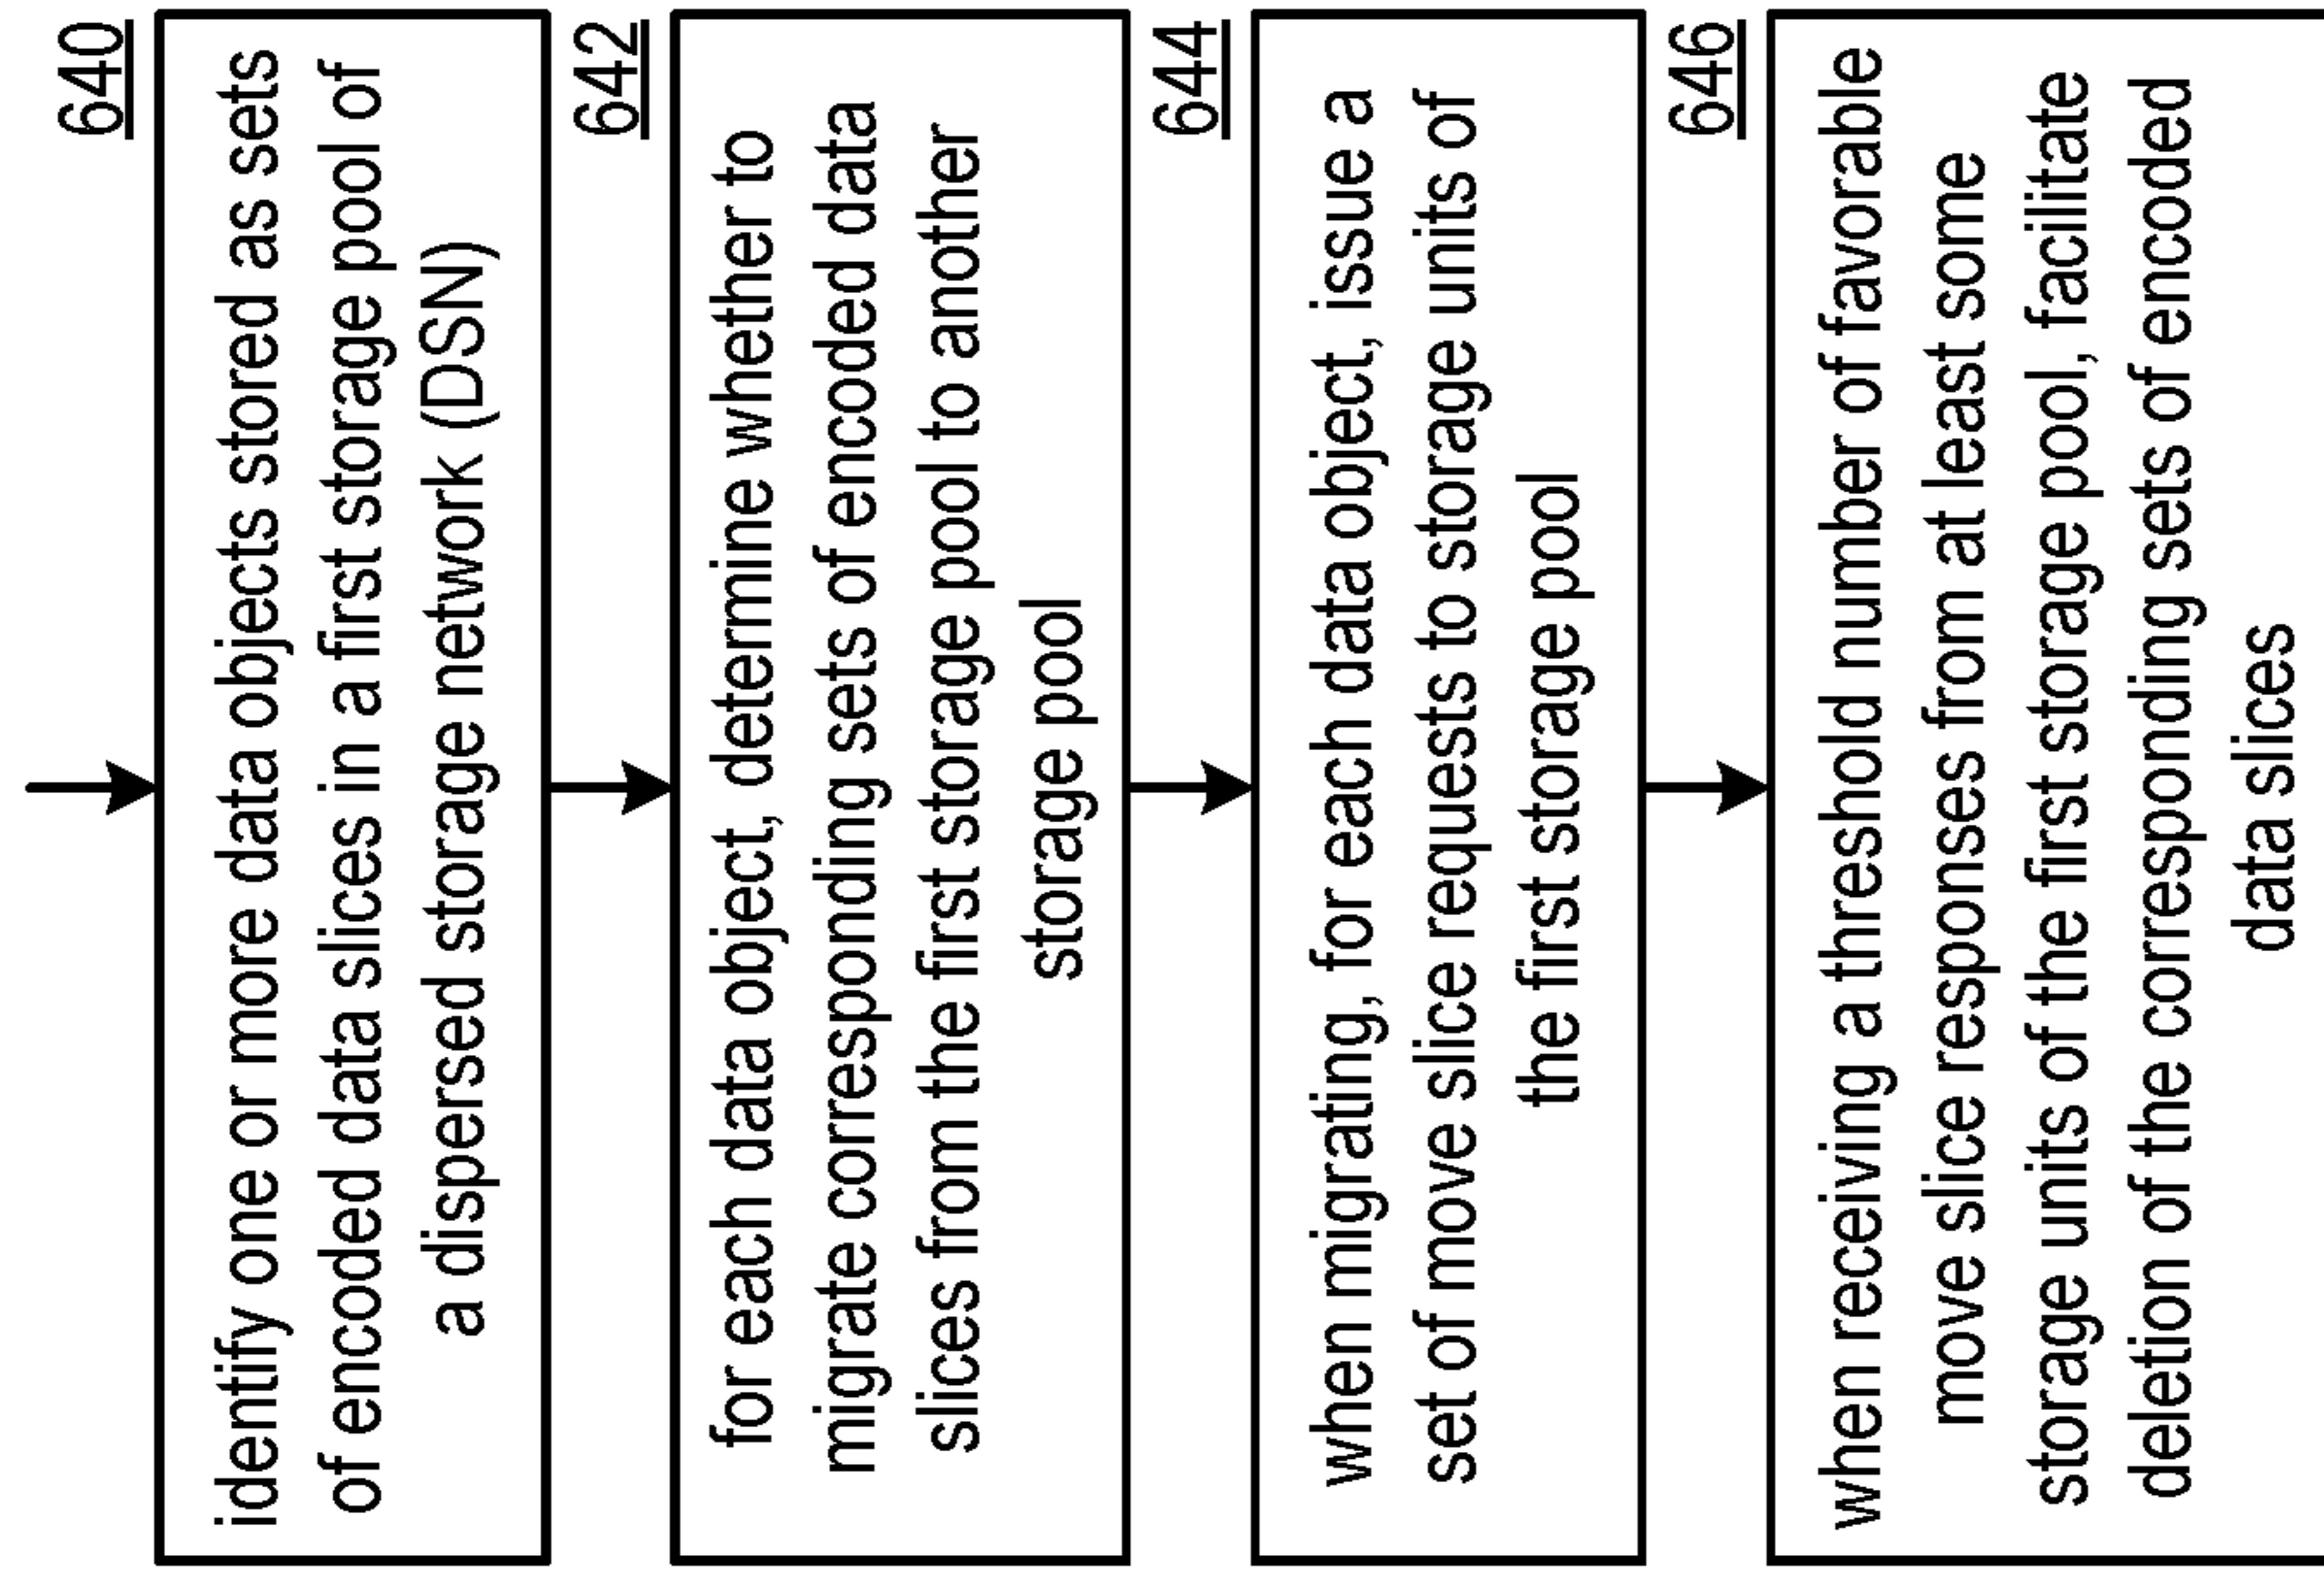 640
identify one or more data objects stored as sets
of encoded data slices in a first storage pool of
a dispersed storage network (DSN)
642
for each data object, determine whether to
migrate corresponding sets of encoded data
slices from the first storage pool to another
storage pool
644
when migrating, for each data object, issue a
set of move slice requests to storage units of
the first storage pool
646
when receiving a threshold number of favorable
move slice responses from at least some
storage units of the first storage pool, facilitate
deletion of the corresponding sets of encoded
data slices